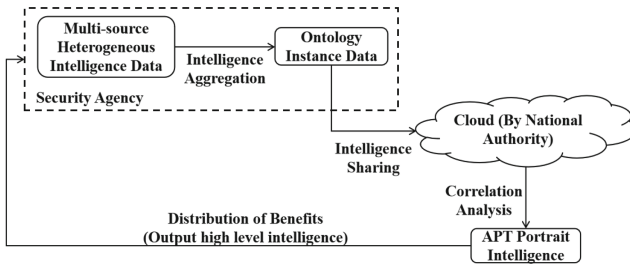 Multi-source
Heterogeneous
Intelligence Data
Intelligence
Aggregation
Ontology
Instance Data
Security Agency
Intelligence
Sharing
Cloud (By National
Authority)
Correlation
Analysis
Distribution of Benefits
(Output high level intelligence)
APT Portrait
Intelligence